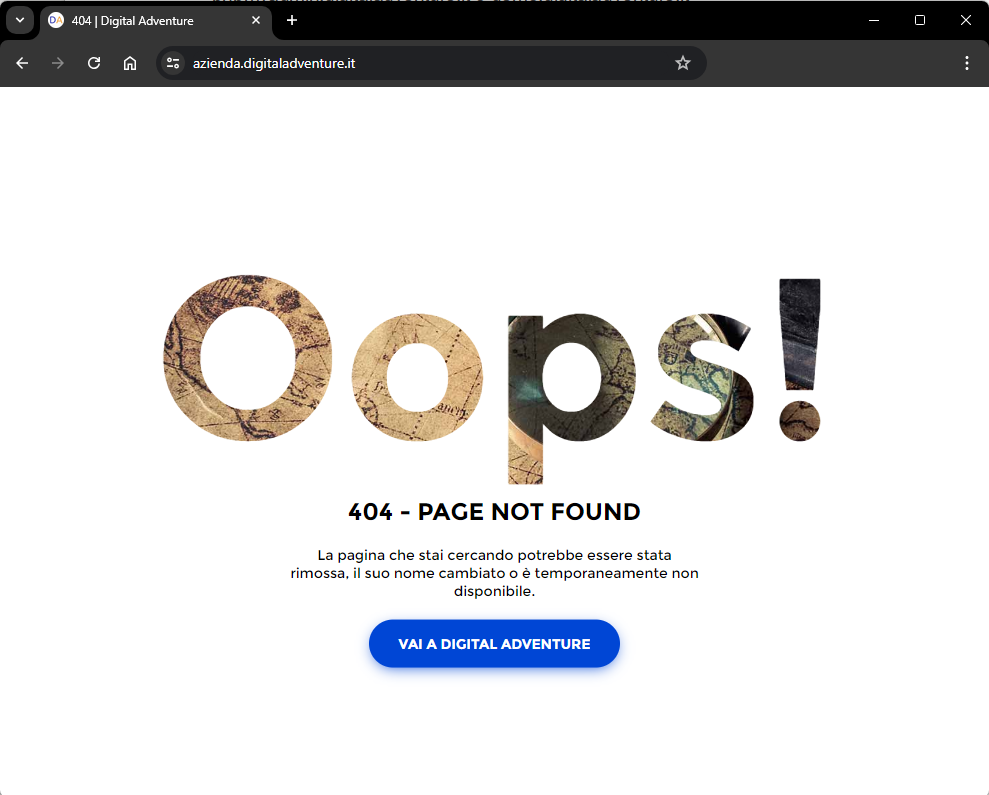 DA 404 | Digital Adventure
azienda.digitaladventure.it
Oops!
404 - PAGE NOT FOUND
La pagina che stai cercando potrebbe essere stata
rimossa, il suo nome cambiato o è temporaneamente non
disponibile.
VAI A DIGITAL ADVENTURE